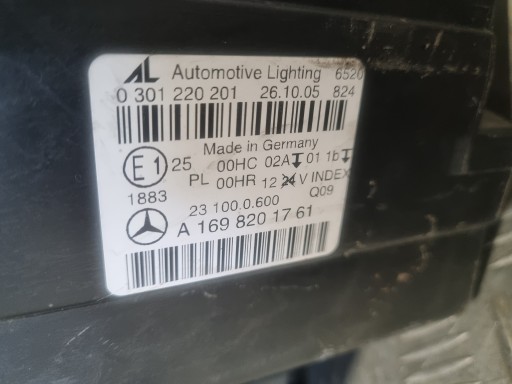 AL Automotive Lighting 6520
0 301 220 201 26.10.05 824
Made in Germany
E1 25 00HC 02A 01 1b
PL 00HR 12 24 V INDEX
1883 23 100.0.600 Q09
A 169 820 17 61